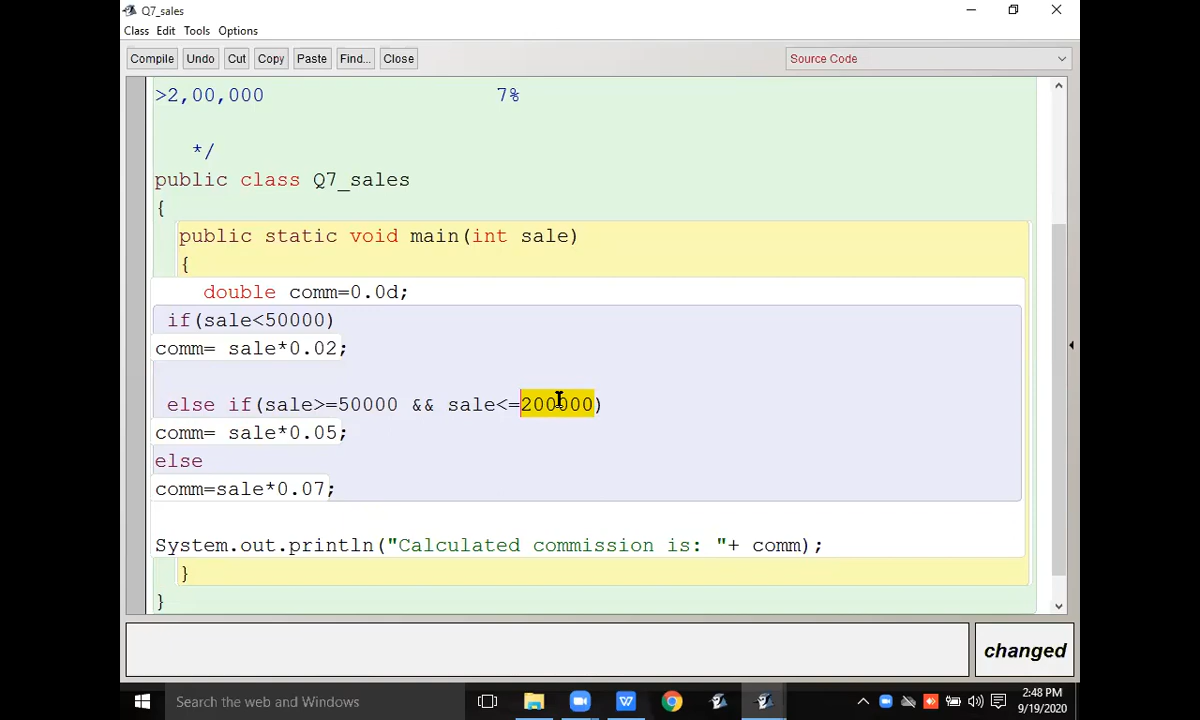 Q7_sales
Class Edit Tools Options
Compile Undo Cut Copy Paste Find... Close Source Code
>2,00,000 7%
*/
public class Q7_sales
{
public static void main(int sale)
{
double comm=0.0d;
if(sale<50000)
comm= sale*0.02;
else if(sale>=50000 && sale<=200000)
comm= sale*0.05;
else
comm=sale*0.07;
System.out.println("Calculated commission is: "+ comm);
}
}
changed
Search the web and Windows
2:48 PM
9/19/2020